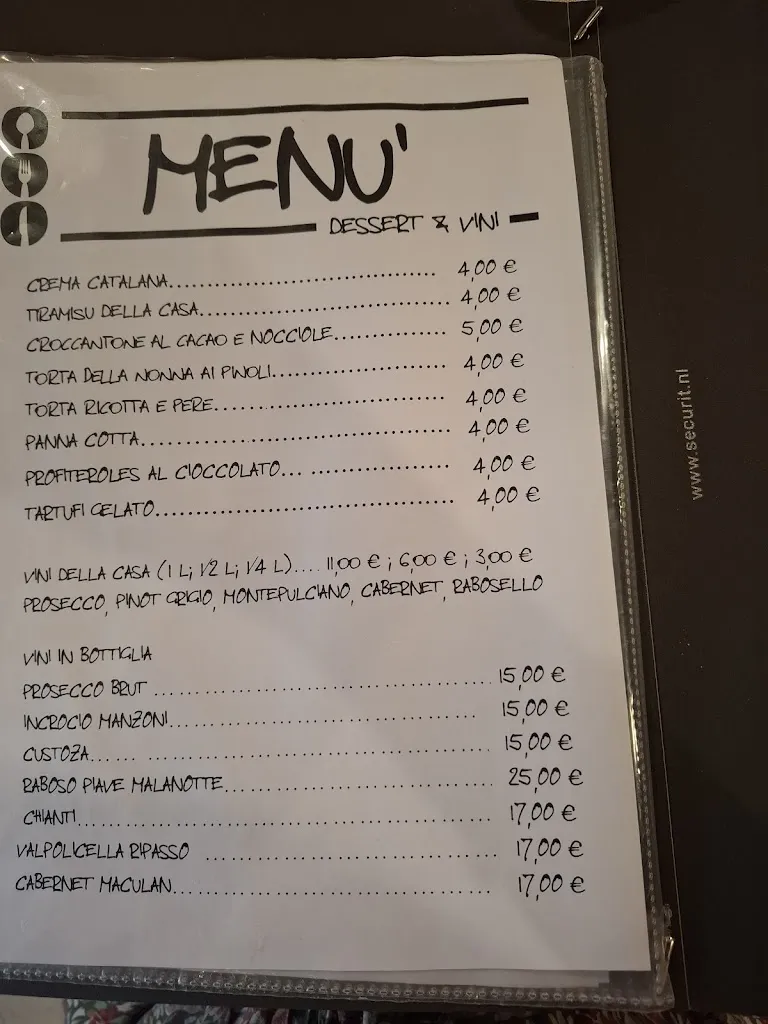 MENU'
DESSERT & VINI
CREMA CATALANA................................ 4,00 €
TIRAMISU DELLA CASA............................. 4,00 €
CROCCANTONE AL CACAO E NOCCIOLE.............. 5,00 €
TORTA DELLA NONNA AI PINOLI...................... 4,00 €
TORTA RICOTTA E PERE............................. 4,00 €
PANNA COTTA...................................... 4,00 €
PROFITEROLES AL CIOCCOLATO... ................. 4,00 €
TARTUFI GELATO.................................... 4,00 €
VINI DELLA CASA (1 L; 1/2 L; 1/4 L).... 11,00 € ; 6,00 € ; 3,00 €
PROSECCO, PINOT GRIGIO, MONTEPULCIANO, CABERNET, RABOSELLO
VINI IN BOTTIGLIA
PROSECCO BRUT ...................................... 15,00 €
INCROCIO MANZONI................................... 15,00 €
CUSTOZA... ... ...................................... 15,00 €
RABOSO PIAVE MALANOTTE............................. 25,00 €
CHIANTI.............................................. 17,00 €
VALPOLICELLA RIPASSO ................................ 17,00 €
CABERNET MACULAN................................... 17,00 €
www.securit.nl